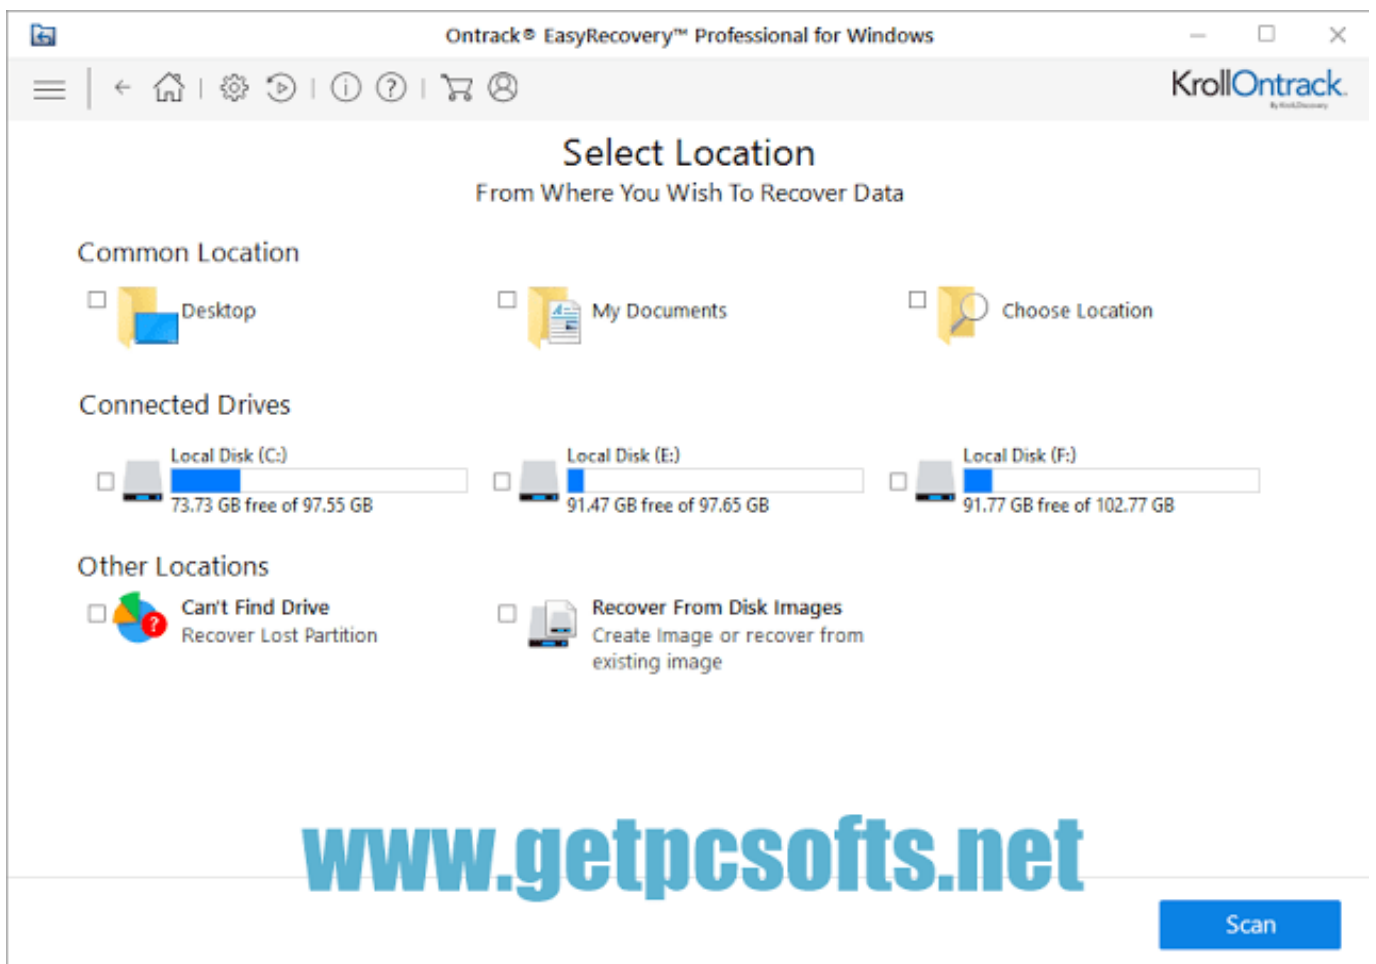 Ontrack® EasyRecovery™ Professional for Windows
KrollOntrack.
By KrollDiscovery
Select Location
From Where You Wish To Recover Data
Common Location
Desktop
My Documents
Choose Location
Connected Drives
Local Disk (C:)
73.73 GB free of 97.55 GB
Local Disk (E:)
91.47 GB free of 97.65 GB
Local Disk (F:)
91.77 GB free of 102.77 GB
Other Locations
Can't Find Drive
Recover Lost Partition
Recover From Disk Images
Create Image or recover from
existing image
www.getpcsofts.net
Scan